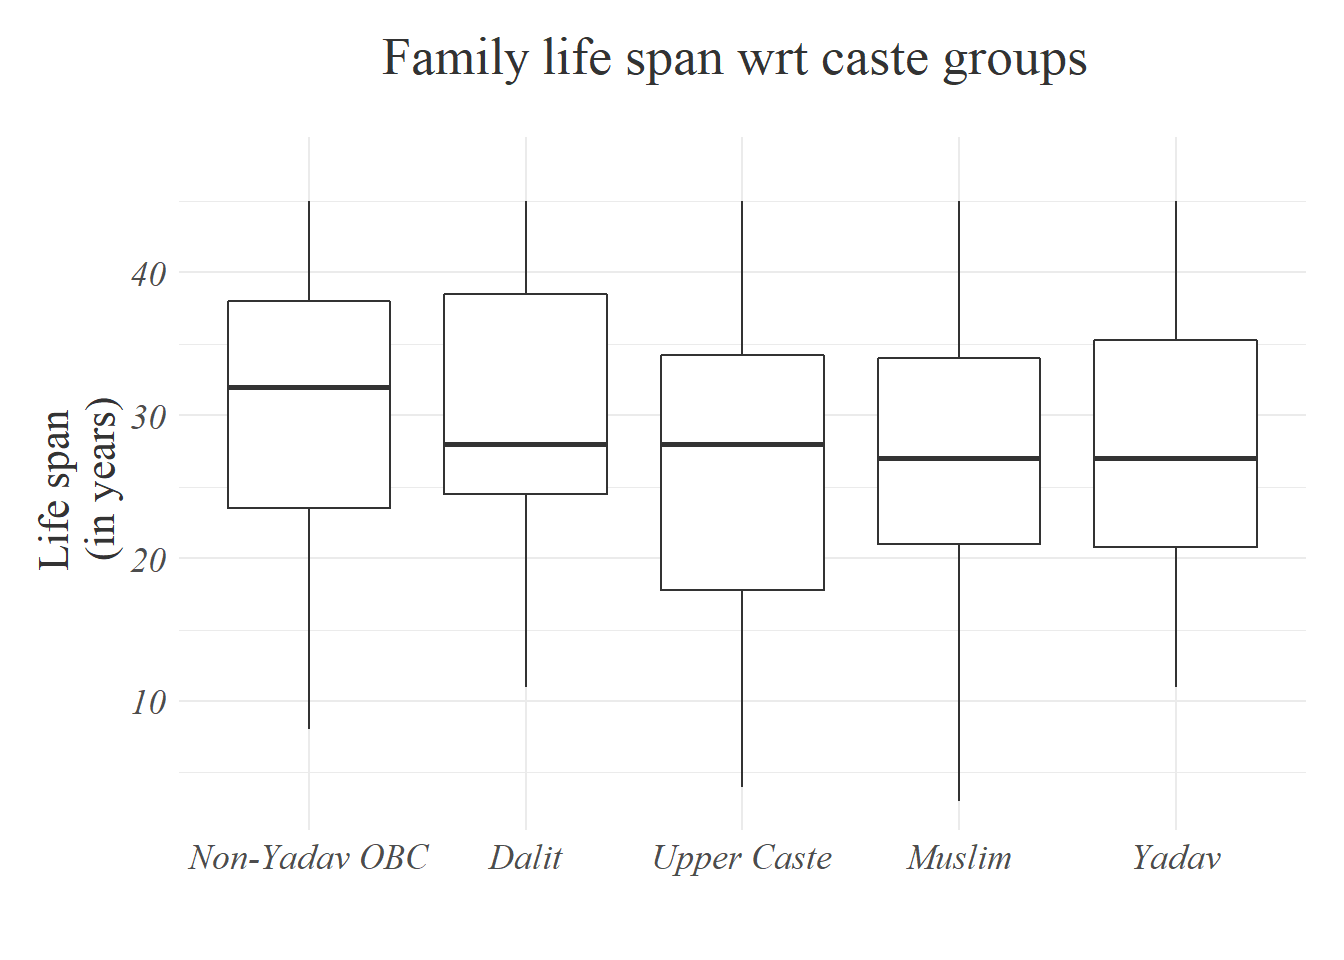 Family life span wrt caste groups
Life span
(in years)
40
30
20
10
Non-Yadav OBC
Dalit
Upper Caste
Muslim
Yadav